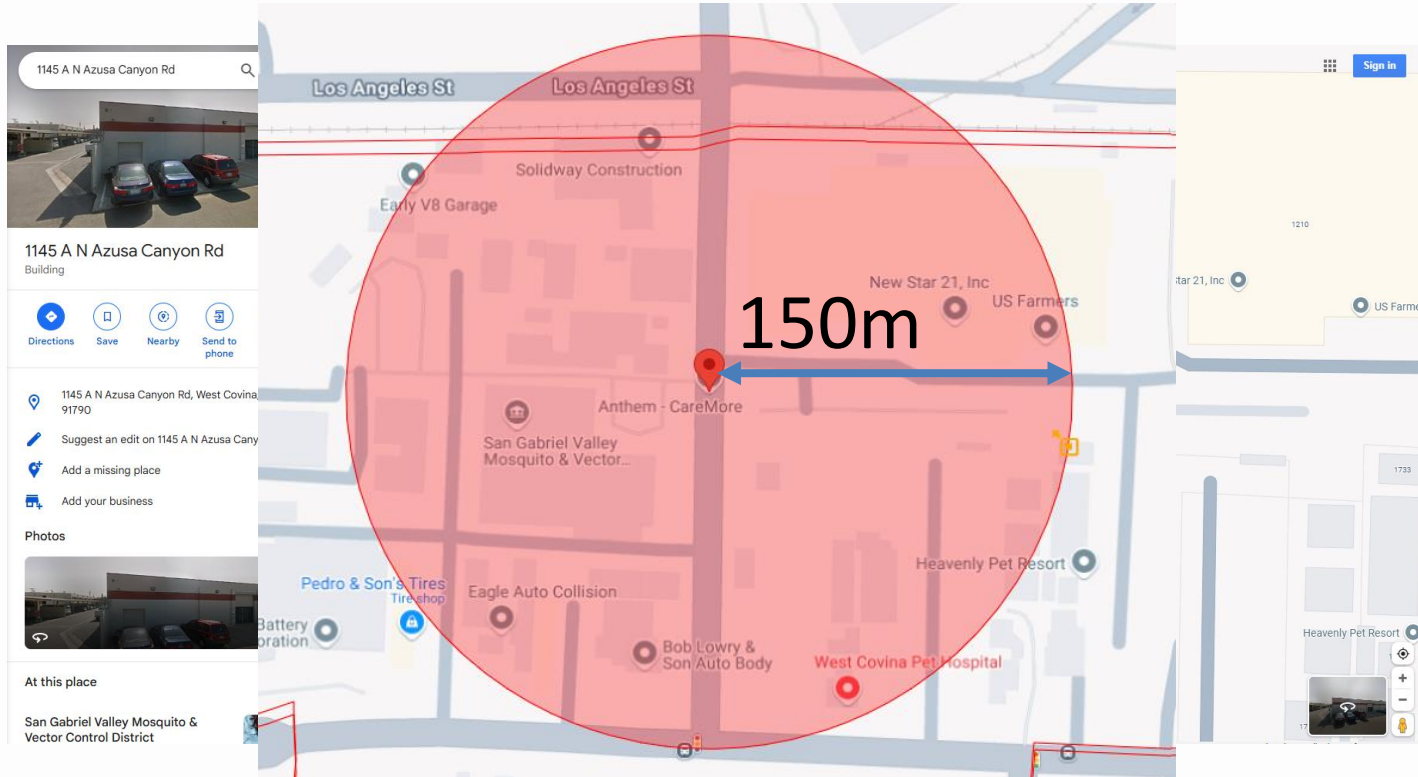 1145 A N Azusa Canyon Rd
1145 A N Azusa Canyon Rd
Building
Directions
Save
Nearby
Send to
phone
1145 A N Azusa Canyon Rd, West Covina,
91790
Suggest an edit on 1145 A N Azusa Cany
Add a missing place
Add your business
Photos
At this place
San Gabriel Valley Mosquito &
Vector Control District
Los Angeles St
Los Angeles St
Solidway Construction
Early V8 Garage
New Star 21, Inc
US Farmers
150m
Anthem - CareMore
San Gabriel Valley
Mosquito & Vector...
Heavenly Pet Resort
Pedro & Son's Tires
Tire shop
Eagle Auto Collision
Battery
oration
Bob Lowry &
Son Auto Body
West Covina Pet Hospital
Sign in
1210
tar 21, Inc
US Farme
1733
Heavenly Pet Resort
17